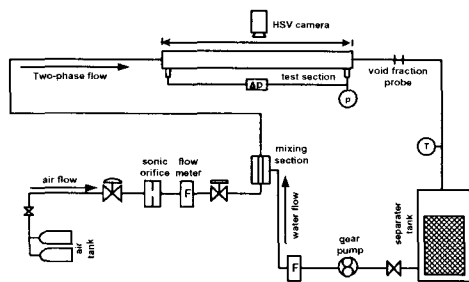 HSV camera
Two-phase flow
ΔP
test section
void fraction
probe
P
T
mixing
section
sonic
orifice
flow
meter
air flow
F
air
tank
water flow
gear
pump
separater
tank
F